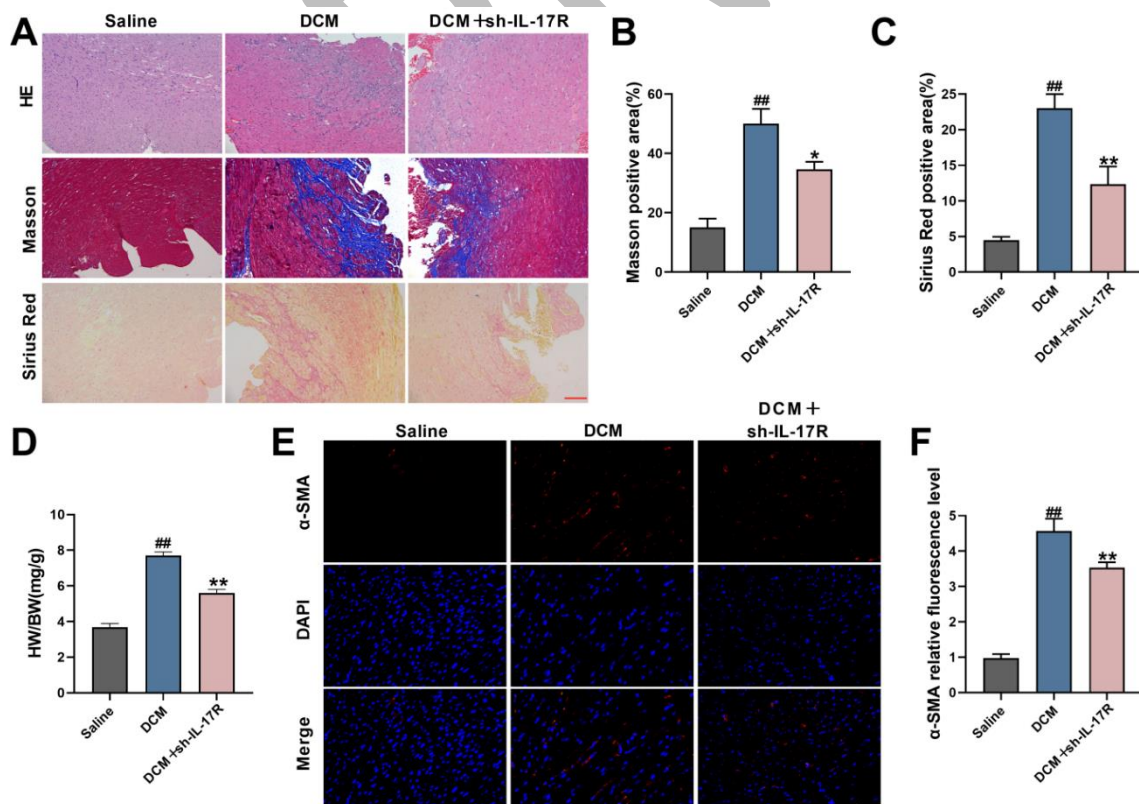 A
Saline
DCM
DCM+sh-IL-17R
HE
Masson
Sirius Red
B
Masson positive area(%)
80
60
40
20
0
##
*
Saline
DCM
DCM+sh-IL-17R
C
Sirius Red positive area(%)
25
20
15
10
5
0
##
**
Saline
DCM
DCM+sh-IL-17R
D
HW/BW(mg/g)
10
8
6
4
2
0
##
**
Saline
DCM
DCM+sh-IL-17R
E
Saline
DCM
DCM+
sh-IL-17R
α-SMA
DAPI
Merge
F
α-SMA relative fluorescence level
5
4
3
2
1
0
##
**
Saline
DCM
DCM+sh-IL-17R